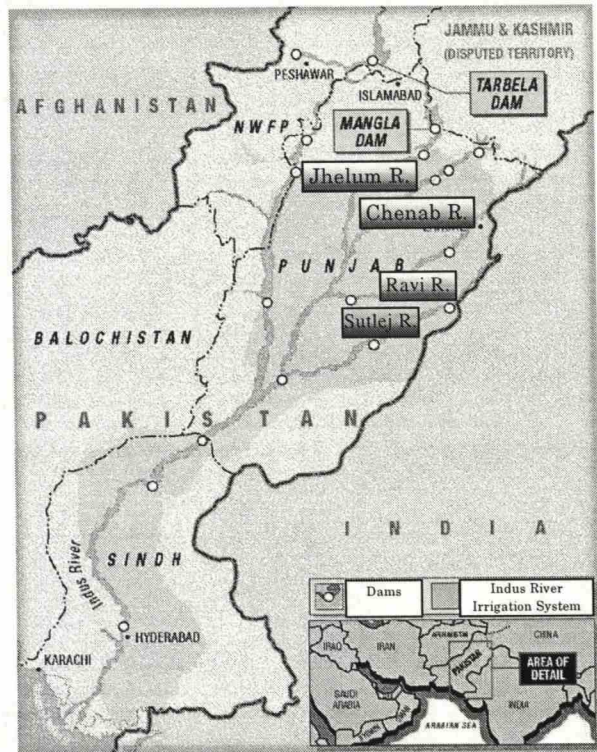 JAMMU & KASHMIR
(DISPUTED TERRITORY)
PESHAWAR
ISLAMABAD
TARBELA
DAM
AFGHANISTAN
NWFP
MANGLA
DAM
Jhelum R.
Chenab R.
PUNJAB
Ravi R.
Sutlej R.
BALOCHISTAN
PAKISTAN
INDIA
SINDH
Indus River
HYDERABAD
KARACHI
Dams
Indus River
Irrigation System
IRAQ
IRAN
CHINA
PAKISTAN
AREA OF
DETAIL
SAUDI
ARABIA
INDIA
YEMEN
ARABIAN SEA